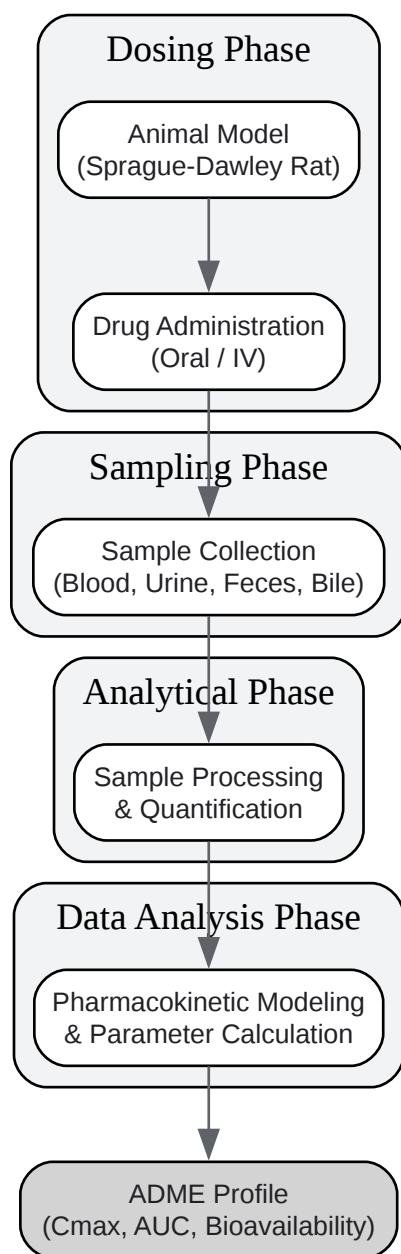 Dosing Phase
Animal Model
(Sprague-Dawley Rat)
Drug Administration
(Oral / IV)
Sampling Phase
Sample Collection
(Blood, Urine, Feces, Bile)
Analytical Phase
Sample Processing
& Quantification
Data Analysis Phase
Pharmacokinetic Modeling
& Parameter Calculation
ADME Profile
(Cmax, AUC, Bioavailability)